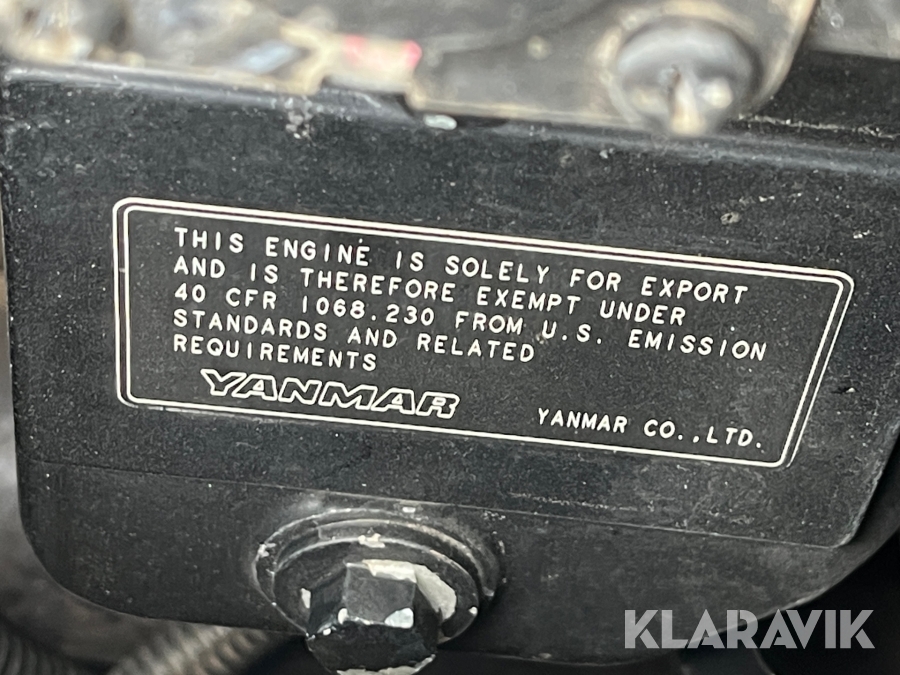 THIS ENGINE IS SOLELY FOR EXPORT
AND IS THEREFORE EXEMPT UNDER
40 CFR 1068.230 FROM U.S. EMISSION
STANDARDS AND RELATED
REQUIREMENTS
YANMAR
YANMAR CO.,LTD.
KLARAVIK